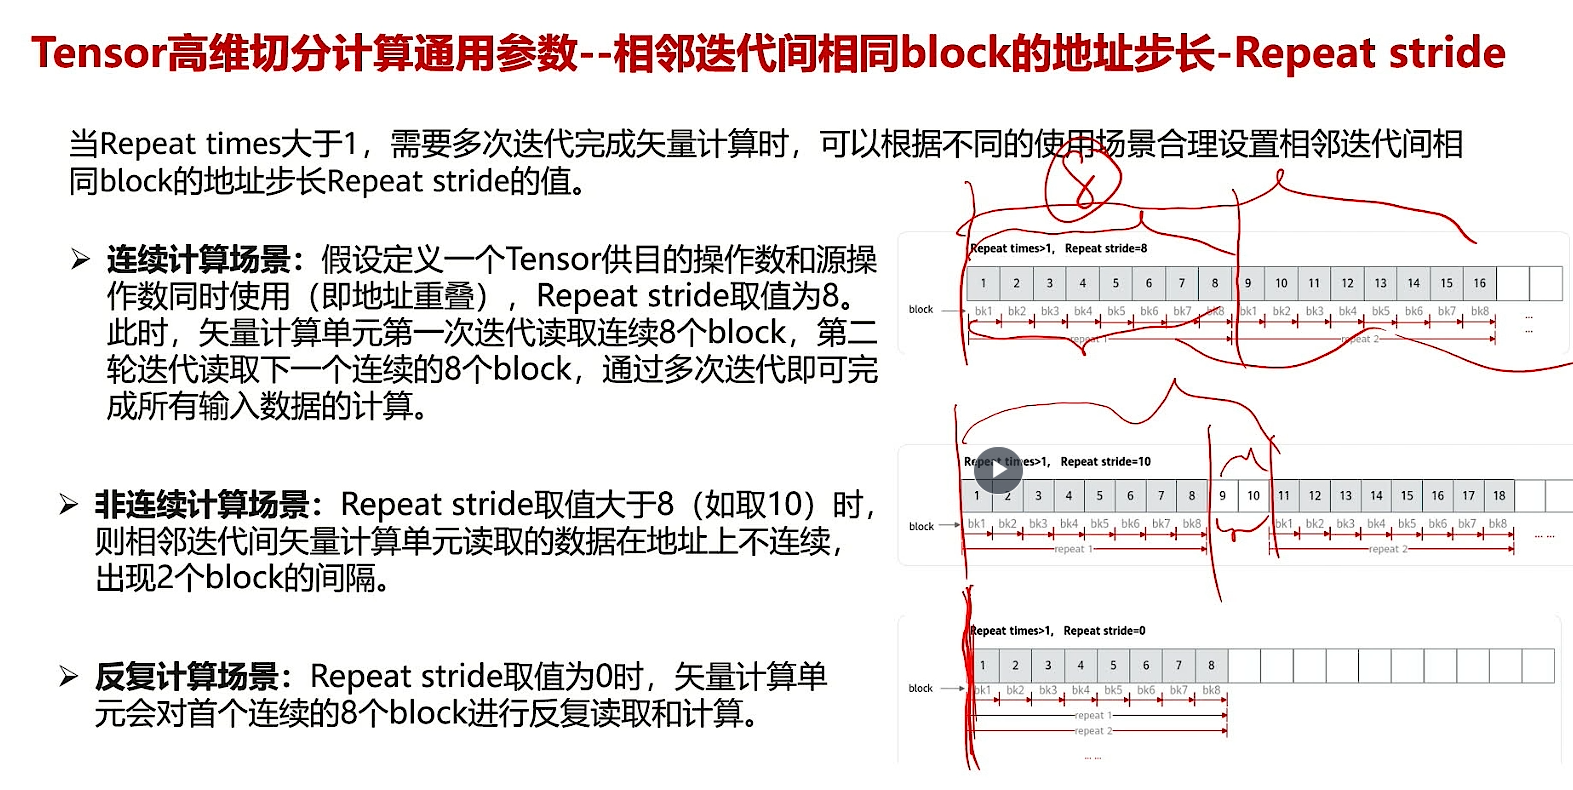 Tensor高维切分计算通用参数--相邻迭代间相同block的地址步长-Repeat stride
当Repeat times大于1，需要多次迭代完成矢量计算时，可以根据不同的使用场景合理设置相邻迭代间相
同block的地址步长Repeat stride的值。
➢ 连续计算场景：假设定义一个Tensor供目的操作数和源操
作数同时使用（即地址重叠），Repeat stride取值为8。
此时，矢量计算单元第一次迭代读取连续8个block，第二
轮迭代读取下一个连续的8个block，通过多次迭代即可完
成所有输入数据的计算。
➢ 非连续计算场景：Repeat stride取值大于8（如取10）时，
则相邻迭代间矢量计算单元读取的数据在地址上不连续，
出现2个block的间隔。
➢ 反复计算场景：Repeat stride取值为0时，矢量计算单
元会对首个连续的8个block进行反复读取和计算。
8
Repeat times>1, Repeat stride=8
1 2 3 4 5 6 7 8 9 10 11 12 13 14 15 16
block bk1 bk2 bk3 bk4 bk5 bk6 bk7 bk8 bk1 bk2 bk3 bk4 bk5 bk6 bk7 bk8
... ...
repeat 1 repeat 2
Repeat times>1, Repeat stride=10
1 2 3 4 5 6 7 8 9 10 11 12 13 14 15 16 17 18
block bk1 bk2 bk3 bk4 bk5 bk6 bk7 bk8 bk1 bk2 bk3 bk4 bk5 bk6 bk7 bk8
... ...
repeat 1 repeat 2
Repeat times>1, Repeat stride=0
1 2 3 4 5 6 7 8
block bk1 bk2 bk3 bk4 bk5 bk6 bk7 bk8
repeat 1
repeat 2
... ...